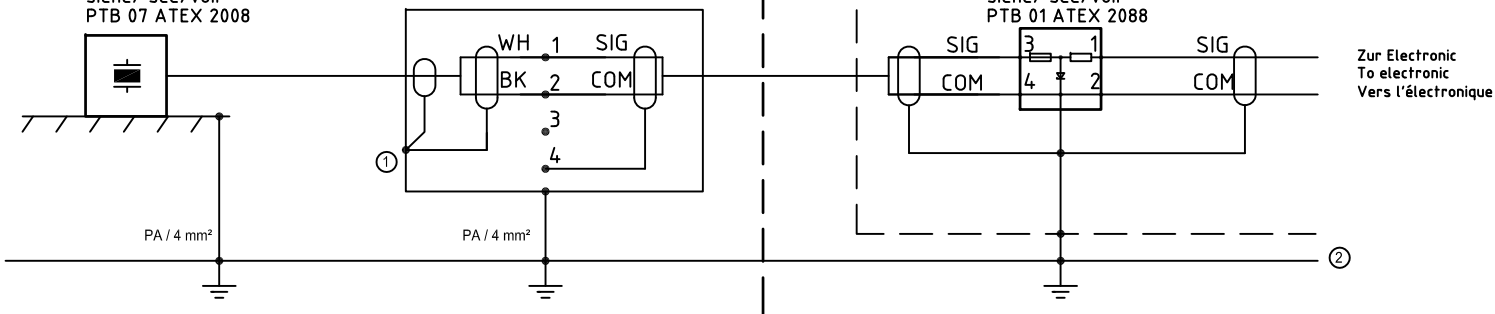 PTB 07 ATEX 2008
PTB 01 ATEX 2088
WH 1 SIG
BK 2 COM
3
4
1
SIG 3 1 SIG
COM 4 2 COM
Zur Electronic
To electronic
Vers l'électronique
PA / 4 mm²
PA / 4 mm²
2